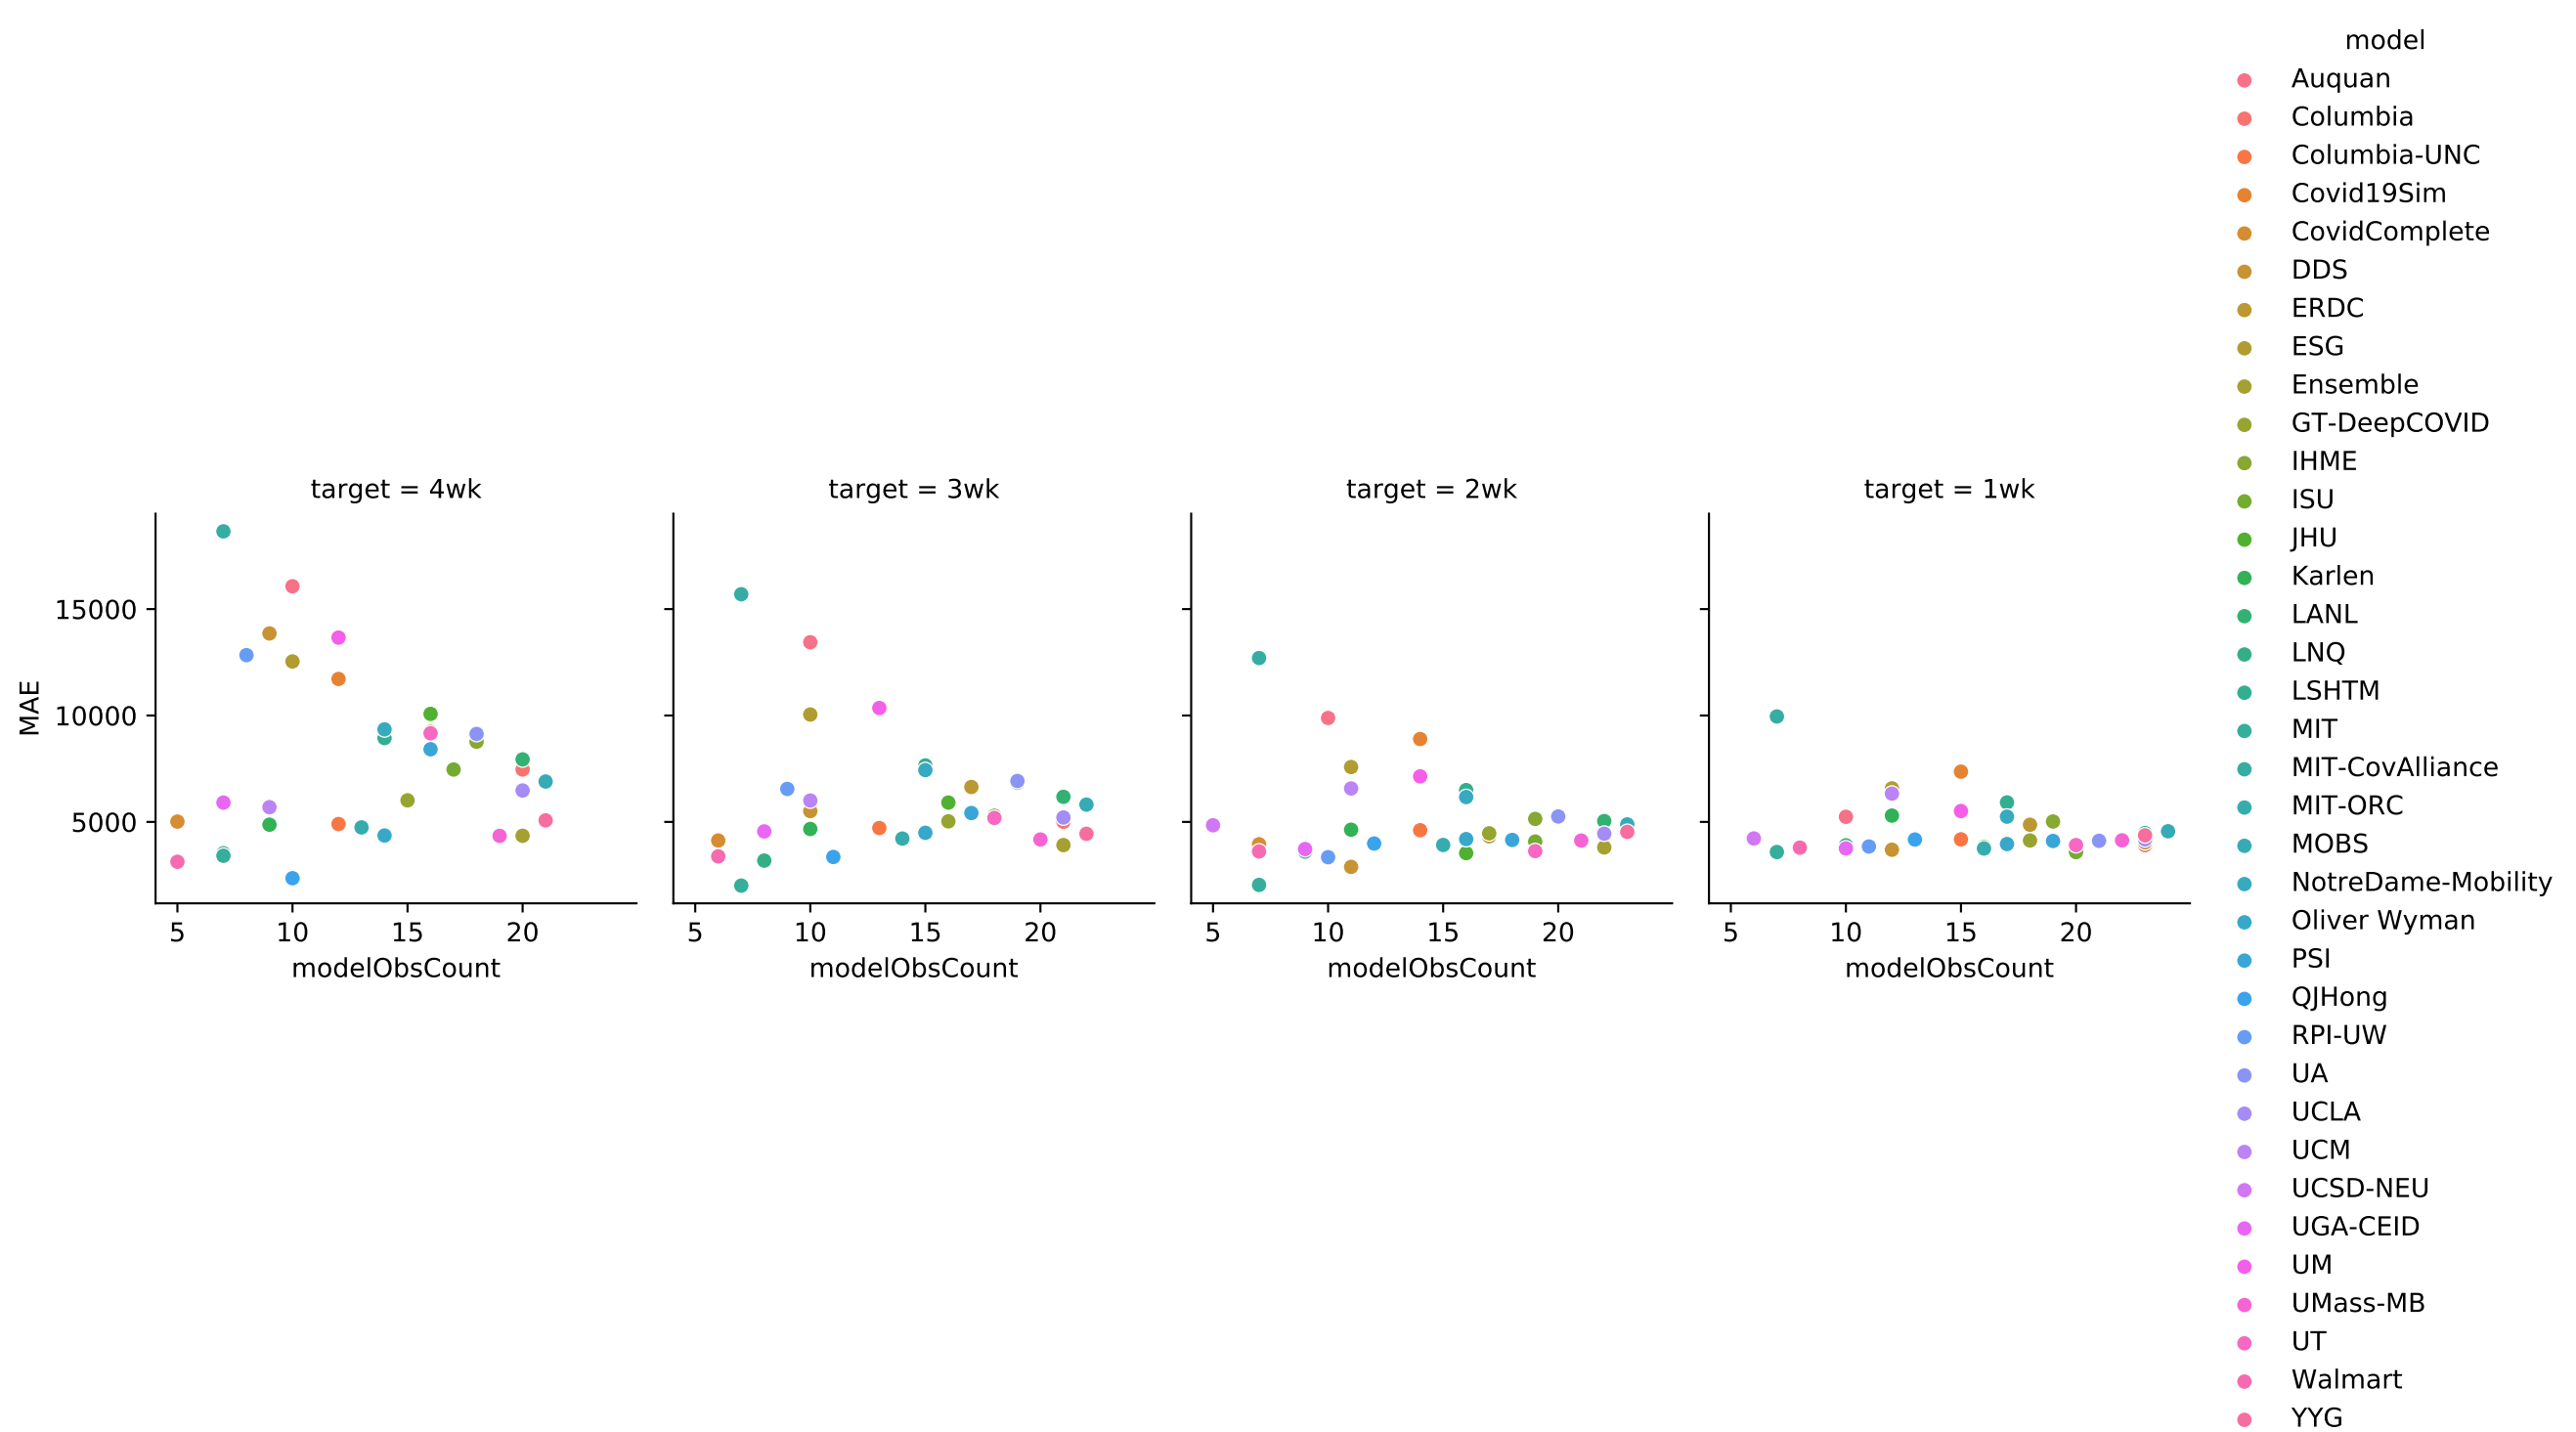 model
Auquan
Columbia
Columbia-UNC
Covid19Sim
CovidComplete
DDS
ERDC
ESG
Ensemble
GT-DeepCOVID
IHME
ISU
JHU
Karlen
LANL
LNQ
LSHTM
MIT
MIT-CovAlliance
MIT-ORC
MOBS
NotreDame-Mobility
Oliver Wyman
PSI
QJHong
RPI-UW
UA
UCLA
UCM
UCSD-NEU
UGA-CEID
UM
UMass-MB
UT
Walmart
YYG
target = 4wk
target = 3wk
target = 2wk
target = 1wk
MAE
15000
10000
5000
5 10 15 20
5 10 15 20
5 10 15 20
5 10 15 20
modelObsCount
modelObsCount
modelObsCount
modelObsCount